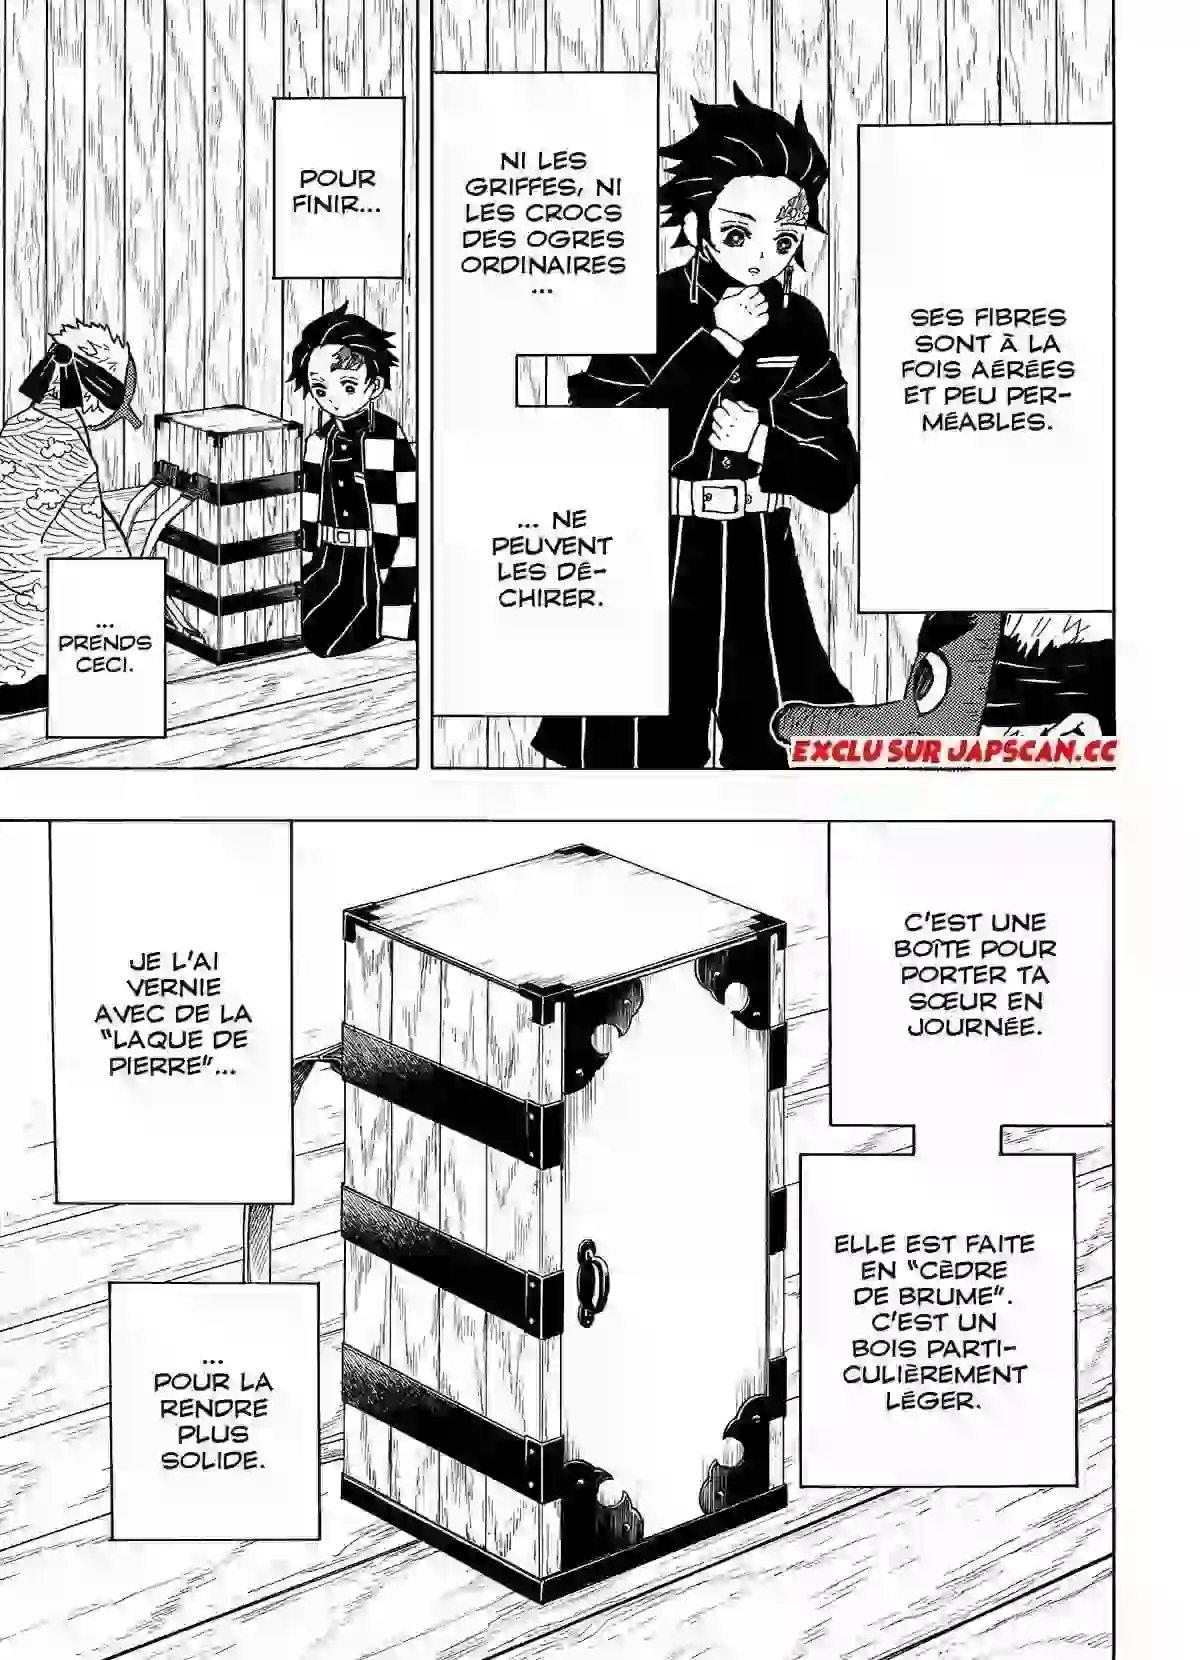 SES FIBRES
SONT À LA
FOIS AÉRÉES
ET PEU PER-
MÉABLES.
NI LES
GRIFFES, NI
LES CROCS
DES OGRES
ORDINAIRES
...
... NE
PEUVENT
LES DÉ-
CHIRER.
POUR
FINIR...
...
PRENDS
CECI.
EXCLU SUR JAPSCAN.CC
C'EST UNE
BOÎTE POUR
PORTER TA
SŒUR EN
JOURNÉE.
ELLE EST FAITE
EN "CÈDRE
DE BRUME".
C'EST UN
BOIS PARTI-
CULIÈREMENT
LÉGER.
JE L'AI
VERNIE
AVEC DE LA
"LAQUE DE
PIERRE"...
...
POUR LA
RENDRE
PLUS
SOLIDE.